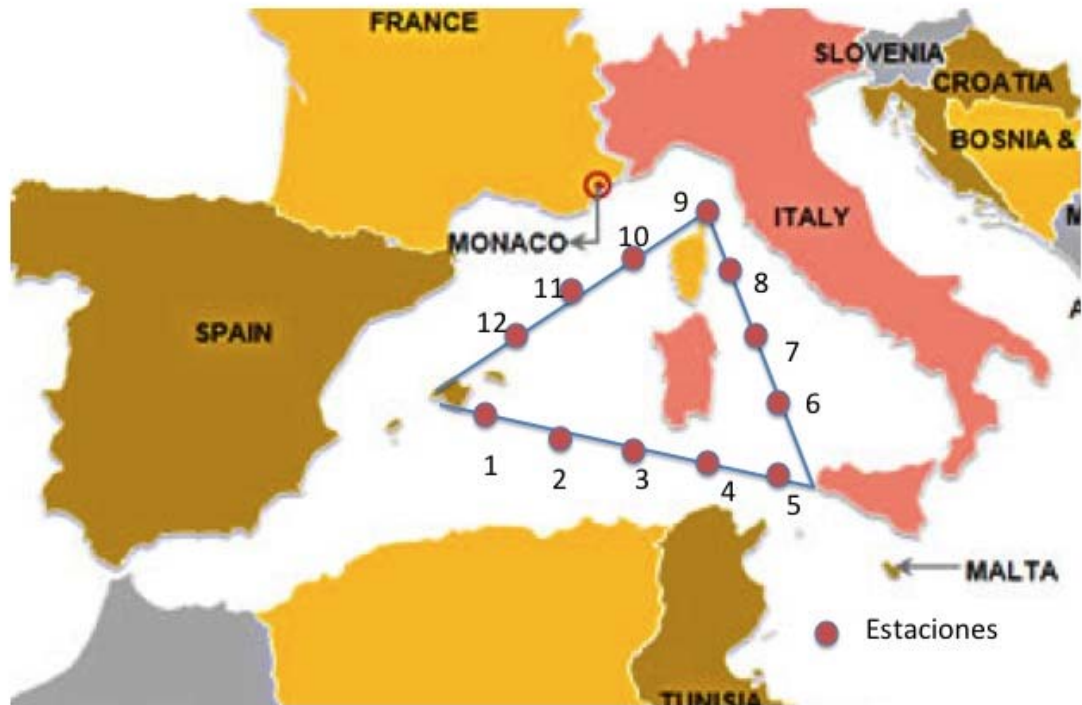 FRANCE
SLOVENIA
CROATIA
BOSNIA &
M
9
ITALY
MONACO
10
8
11
A
12
SPAIN
7
6
1
2
3
4
5
MALTA
Estaciones
TUNISIA